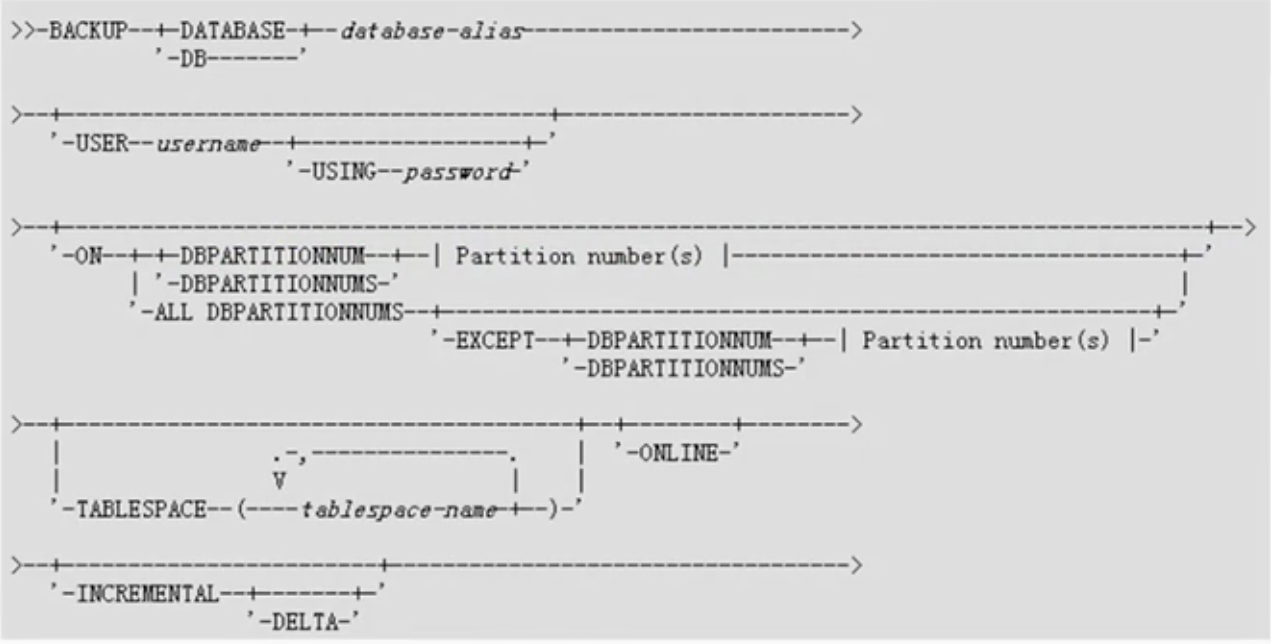 >>-BACKUP--+-DATABASE-+--database-alias------------------------>
'-DB-------'
>--+-------------------------------------+---------------------->
'-USER--username--+------------------+-'
'-USING--password-'
>--+--------------------------------------------------------------------------------------+-->
'-ON--+-+-DBPARTITIONNUM--+--| Partition number(s) |----------------------------------+-'
| '-DBPARTITIONNUMS-' |
'-ALL DBPARTITIONNUMS--+------------------------------------------------------+-'
'-EXCEPT--+-DBPARTITIONNUM--+--| Partition number(s) |-'
'-DBPARTITIONNUMS-'
>--+---------------------------------------+--+--------+-------->
| .-,---------------. | '-ONLINE-'
| V | |
'-TABLESPACE--(----tablespace-name-+--)-'
>--+------------------------+----------------------------------->
'-INCREMENTAL--+-------+-'
'-DELTA-'